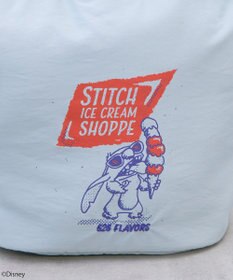 STITCH
ICE CREAM
SHOPPE
626 FLAVORS
©Disney